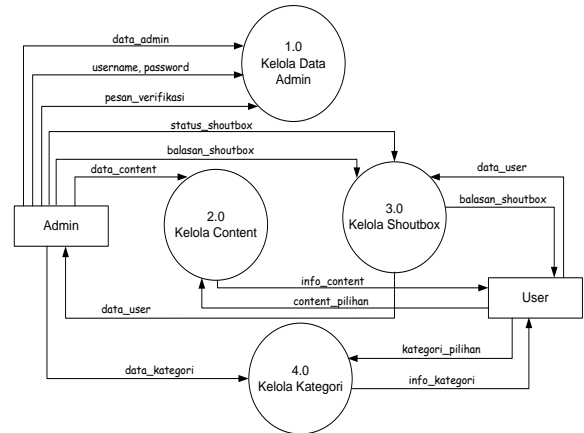 data_admin
1.0
Kelola Data
Admin
username, password
pesan_verifikasi
status_shoutbox
balasan_shoutbox
data_content
data_user
balasan_shoutbox
3.0
Kelola Shoutbox
2.0
Kelola Content
Admin
info_content
content_pilihan
User
data_user
kategori_pilihan
4.0
Kelola Kategori
data_kategori
info_kategori